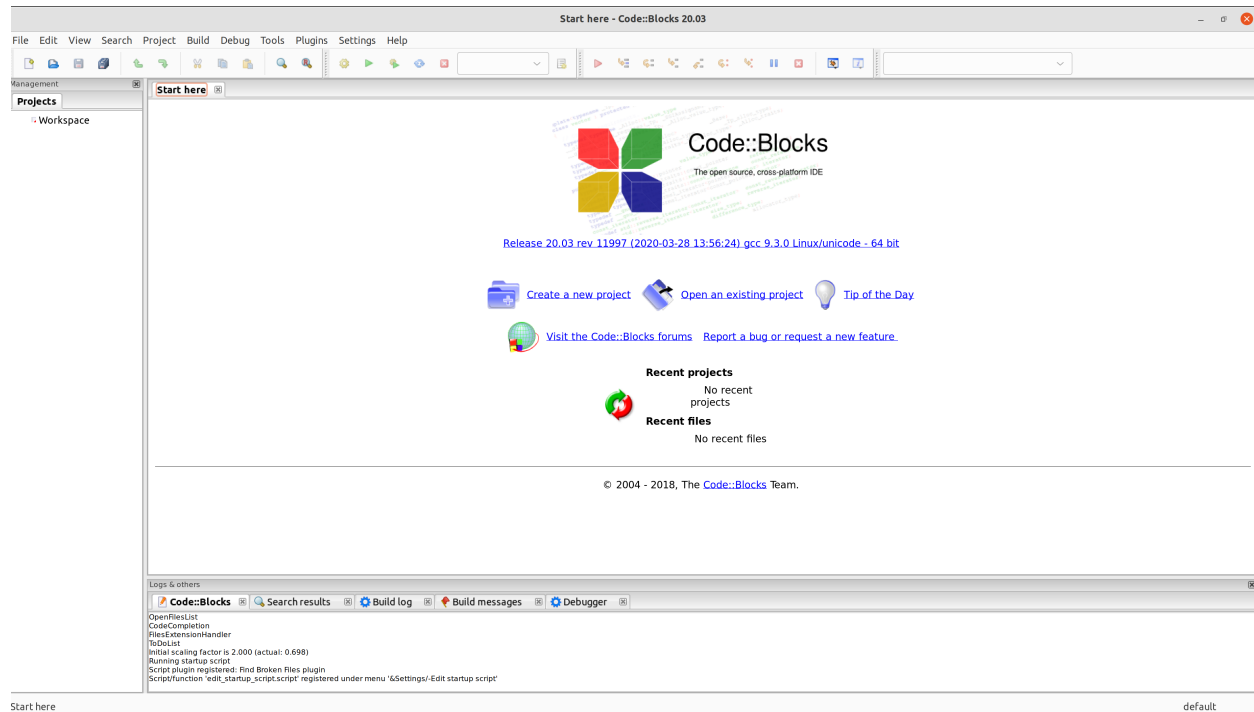 Start here - Code::Blocks 20.03
File Edit View Search Project Build Debug Tools Plugins Settings Help
Management
Projects
Workspace
Start here
Code::Blocks
The open source, cross-platform IDE
Release 20.03 rev 11997 (2020-03-28 13:56:24) gcc 9.3.0 Linux/unicode - 64 bit
Create a new project Open an existing project Tip of the Day
Visit the Code::Blocks forums Report a bug or request a new feature
Recent projects
No recent
projects
Recent files
No recent files
© 2004 - 2018, The Code::Blocks Team.
Logs & others
Code::Blocks Search results Build log Build messages Debugger
OpenFilesList
CodeCompletion
FilesExtensionHandler
ToDoList
Initial scaling factor is 2.000 (actual: 0.698)
Running startup script
Script plugin registered: Find Broken Files plugin
Script/function 'edit_startup_script.script' registered under menu '&Settings/-Edit startup script'
Start here default